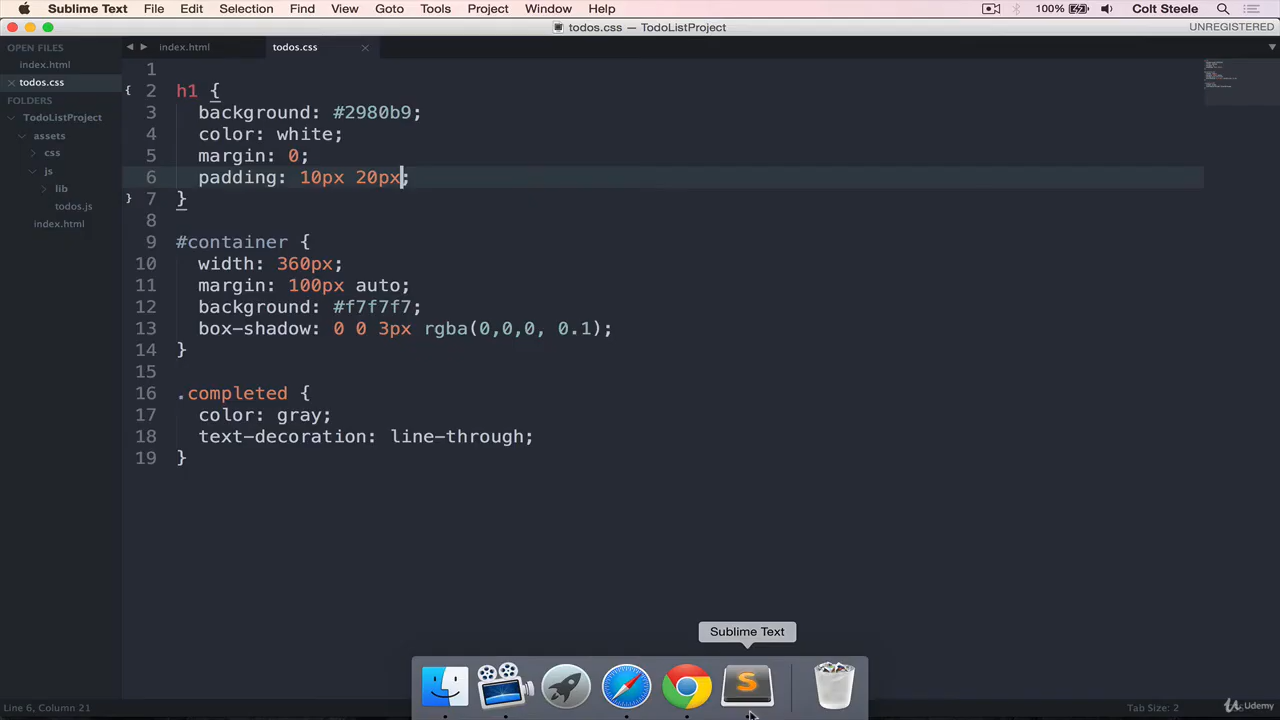 Sublime Text File Edit Selection Find View Goto Tools Project Window Help 100% Colt Steele
todos.css — TodoListProject UNREGISTERED
OPEN FILES
index.html
todos.css
FOLDERS
TodoListProject
assets
css
js
lib
todos.js
index.html
index.html todos.css
1
2 h1 {
3 background: #2980b9;
4 color: white;
5 margin: 0;
6 padding: 10px 20px;
7 }
8
9 #container {
10 width: 360px;
11 margin: 100px auto;
12 background: #f7f7f7;
13 box-shadow: 0 0 3px rgba(0,0,0, 0.1);
14 }
15
16 .completed {
17 color: gray;
18 text-decoration: line-through;
19 }
Sublime Text
S
Line 6, Column 21 Tab Size: 2
Udemy